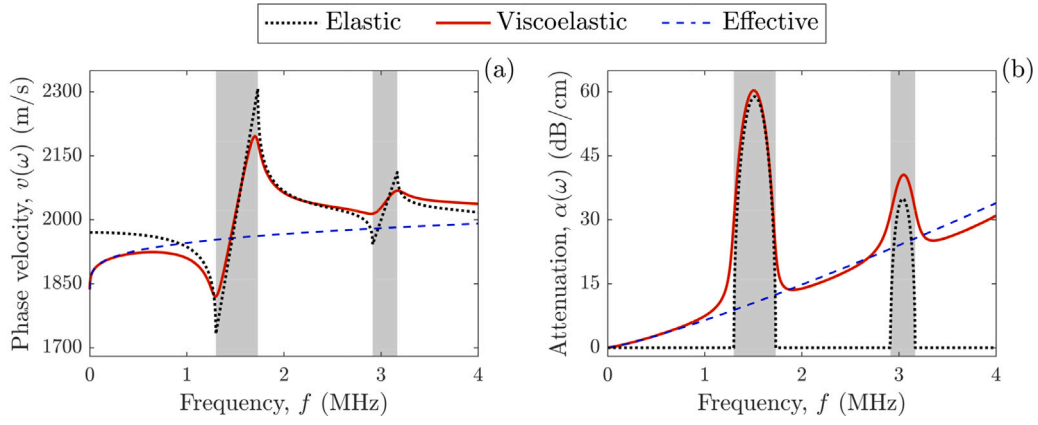 Elastic Viscoelastic Effective
(a)
Phase velocity, v(ω) (m/s)
2300
2150
2000
1850
1700
0 1 2 3 4
Frequency, f (MHz)
(b)
Attenuation, α(ω) (dB/cm)
60
45
30
15
0
0 1 2 3 4
Frequency, f (MHz)